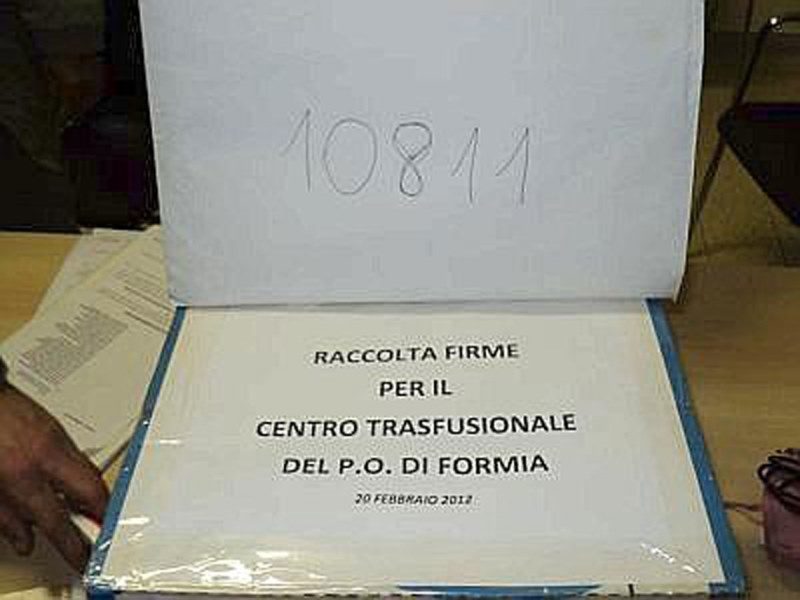 10811
RACCOLTA FIRME
PER IL
CENTRO TRASFUSIONALE
DEL P.O. DI FORMIA
20 FEBBRAIO 2012